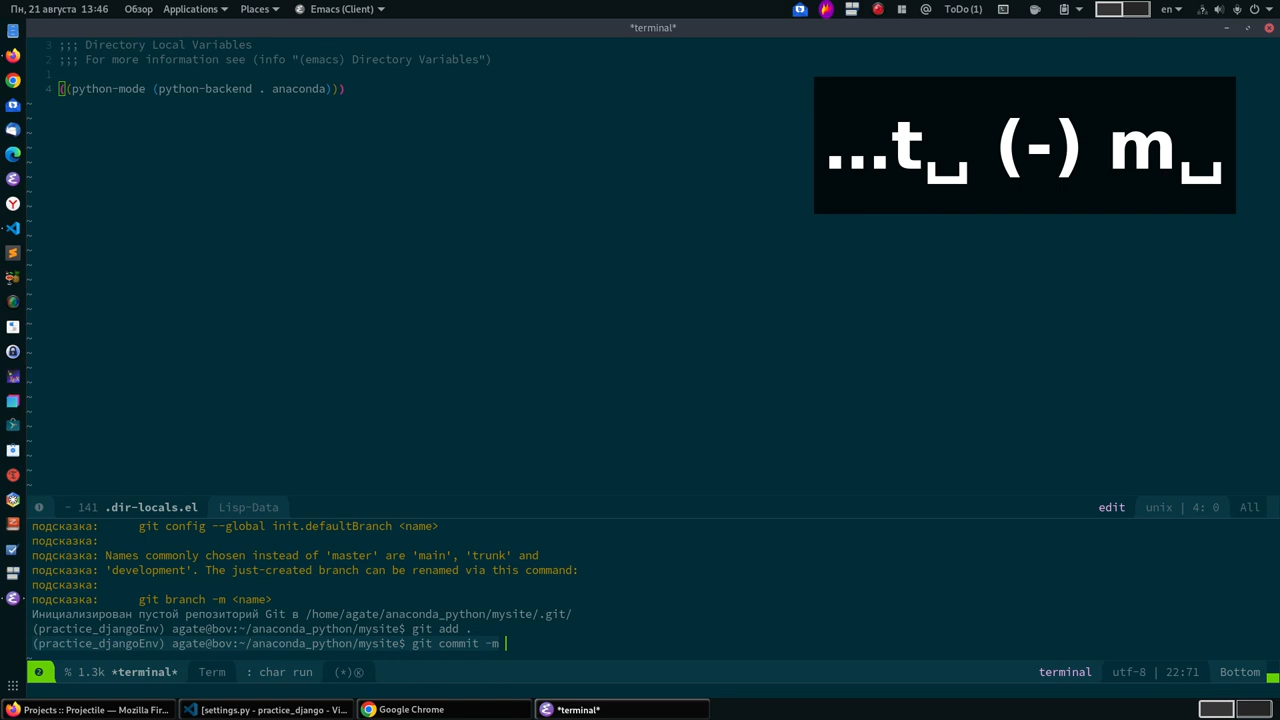 Пн, 21 августа 13:46 Обзор Applications Places Emacs (Client) @ ToDo (1) en
*terminal*
3 ;;; Directory Local Variables
2 ;;; For more information see (info "(emacs) Directory Variables")
1
4 ((python-mode (python-backend . anaconda)))
...t␣ (-) m␣
- 141 .dir-locals.el Lisp-Data edit unix | 4: 0 All
подсказка: git config --global init.defaultBranch <name>
подсказка:
подсказка: Names commonly chosen instead of 'master' are 'main', 'trunk' and
подсказка: 'development'. The just-created branch can be renamed via this command:
подсказка:
подсказка: git branch -m <name>
Инициализирован пустой репозиторий Git в /home/agate/anaconda_python/mysite/.git/
(practice_djangoEnv) agate@bov:~/anaconda_python/mysite$ git add .
(practice_djangoEnv) agate@bov:~/anaconda_python/mysite$ git commit -m
❷ % 1.3k *terminal* Term : char run (*)ⓚ terminal utf-8 | 22:71 Bottom
Projects :: Projectile — Mozilla Fir... [settings.py - practice_django - Vi... Google Chrome *terminal*